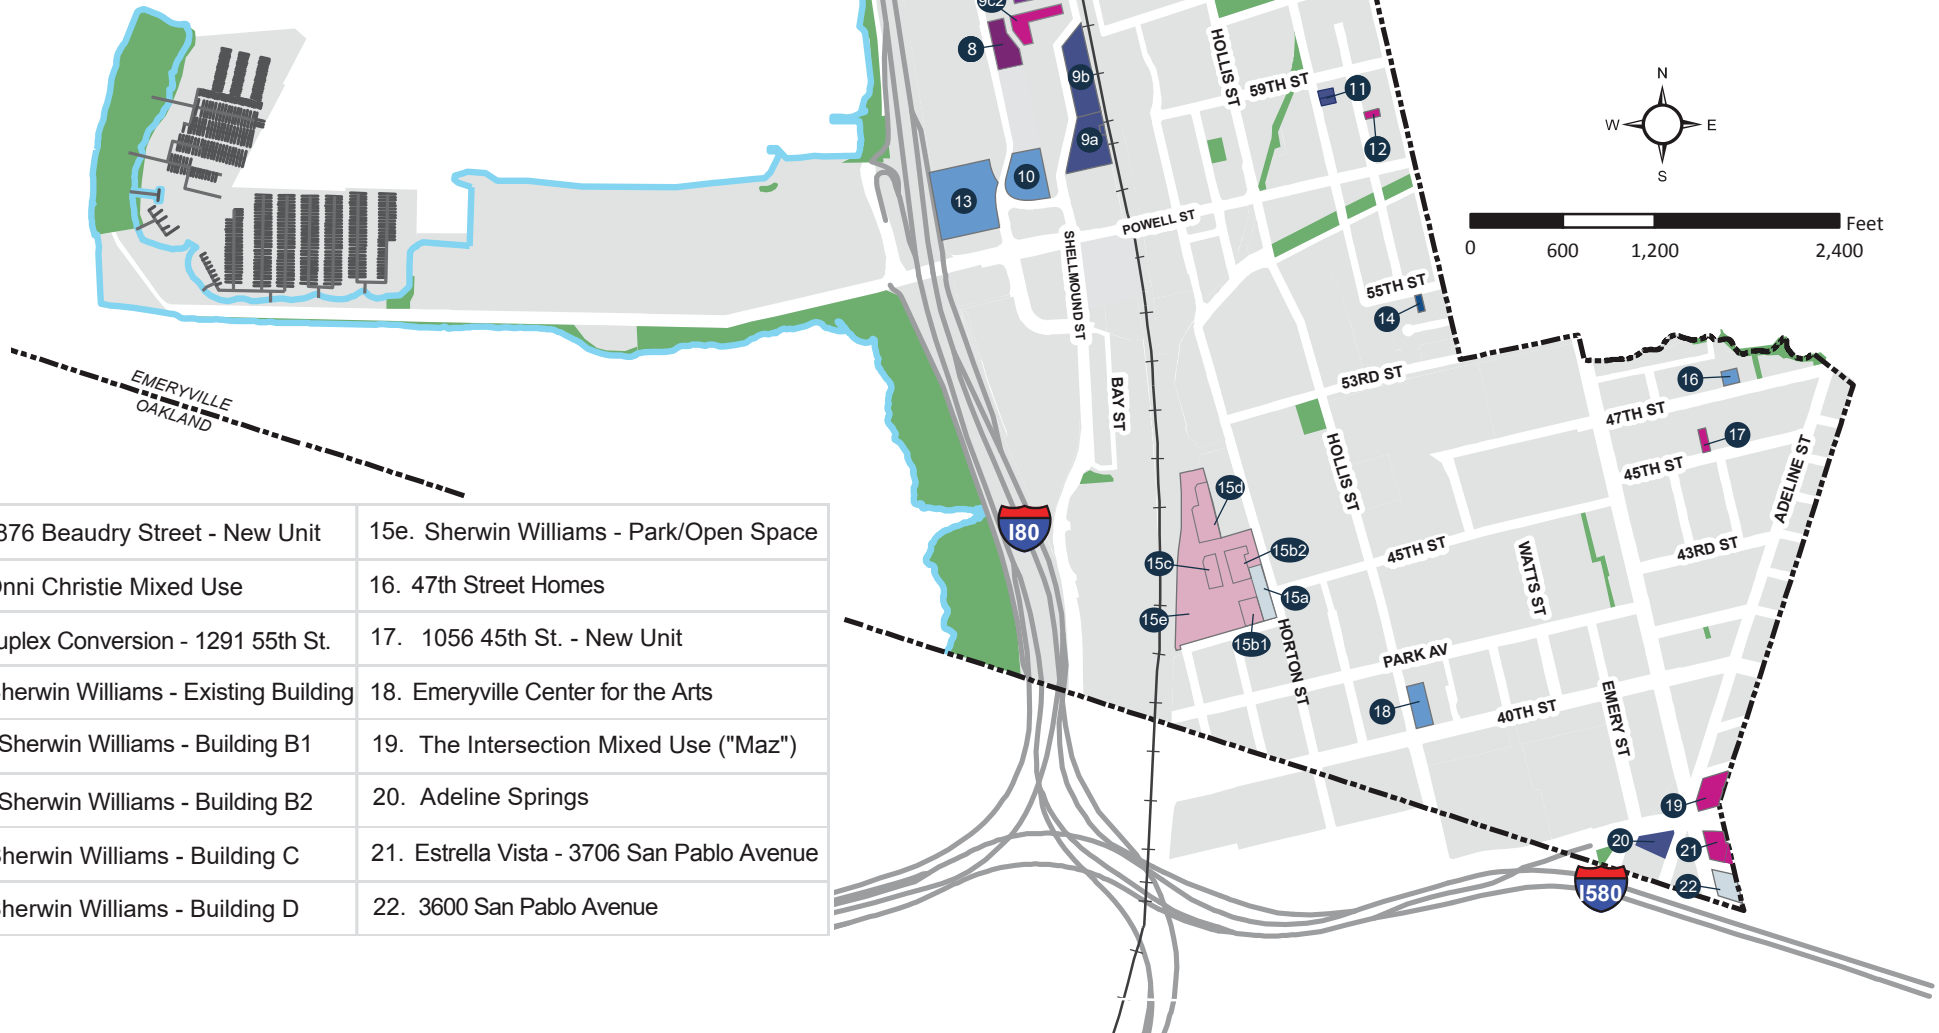 9c2
8
9b
9a
HOLLIS ST
59TH ST
11
12
10
13
POWELL ST
SHELLMOUND ST
N
W E
S
Feet
0 600 1,200 2,400
55TH ST
14
53RD ST
BAY ST
HOLLIS ST
16
47TH ST
17
45TH ST
ADELINE ST
EMERYVILLE
OAKLAND
I80
15d
15b2
15c
15a
15e
15b1
45TH ST
WATTS ST
43RD ST
HORTON ST
PARK AV
18
40TH ST
EMERY ST
19
20
21
22
I580
876 Beaudry Street - New Unit
15e. Sherwin Williams - Park/Open Space
nni Christie Mixed Use
16. 47th Street Homes
uplex Conversion - 1291 55th St.
17. 1056 45th St. - New Unit
herwin Williams - Existing Building
18. Emeryville Center for the Arts
Sherwin Williams - Building B1
19. The Intersection Mixed Use ("Maz")
Sherwin Williams - Building B2
20. Adeline Springs
herwin Williams - Building C
21. Estrella Vista - 3706 San Pablo Avenue
herwin Williams - Building D
22. 3600 San Pablo Avenue